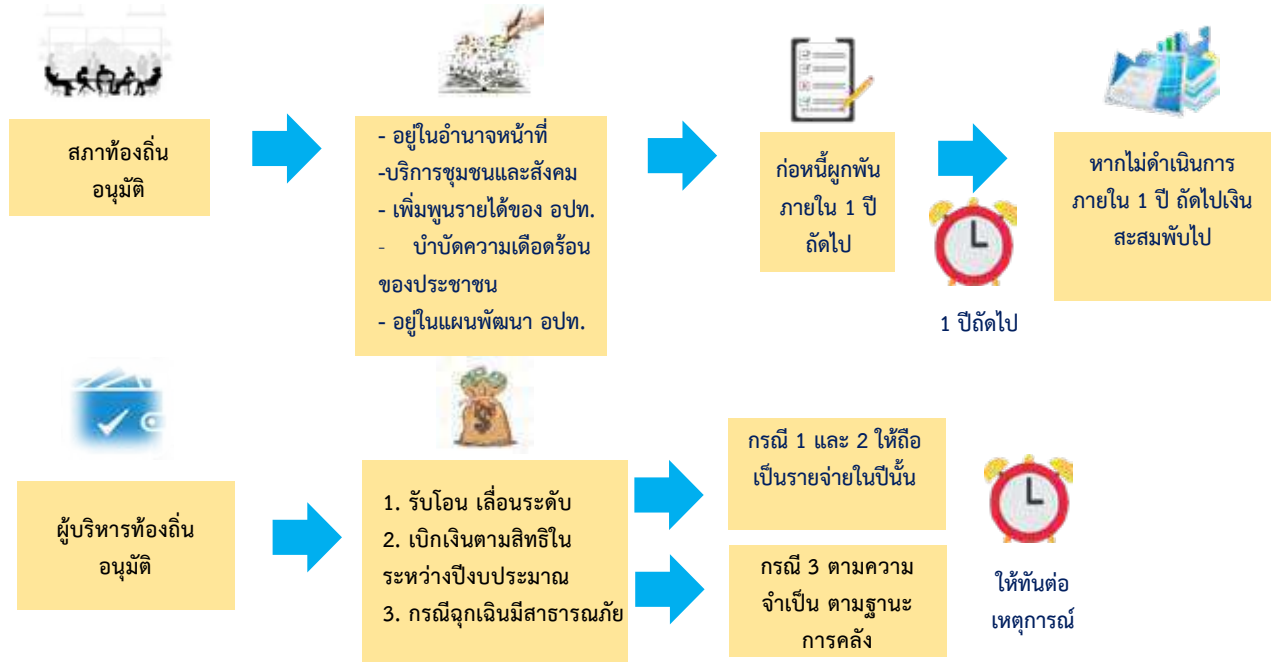 สภาท้องถิ่น
อนุมัติ
- อยู่ในอำนาจหน้าที่
-บริการชุมชนและสังคม
- เพิ่มพูนรายได้ของ อปท.
- บำบัดความเดือดร้อน
ของประชาชน
- อยู่ในแผนพัฒนา อปท.
ก่อหนี้ผูกพัน
ภายใน 1 ปี
ถัดไป
1 ปีถัดไป
หากไม่ดำเนินการ
ภายใน 1 ปี ถัดไปเงิน
สะสมพับไป
ผู้บริหารท้องถิ่น
อนุมัติ
1. รับโอน เลื่อนระดับ
2. เบิกเงินตามสิทธิใน
ระหว่างปีงบประมาณ
3. กรณีฉุกเฉินมีสาธารณภัย
กรณี 1 และ 2 ให้ถือ
เป็นรายจ่ายในปีนั้น
กรณี 3 ตามความ
จำเป็น ตามฐานะ
การคลัง
ให้ทันต่อ
เหตุการณ์